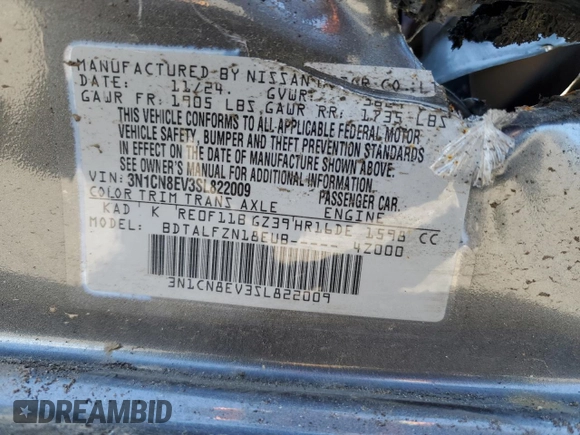 MANUFACTURED BY NISSAN CO., L
DATE: 11/24 GVWR
GAWR FR. 1905 LBS GAWR RR. 1735 LBS
THIS VEHICLE CONFORMS TO ALL APPLICABLE FEDERAL MOTOR
VEHICLE SAFETY, BUMPER AND THEFT PREVENTION STANDARDS
IN EFFECT ON THE DATE OF MANUFACTURE SHOWN ABOVE.
SEE OWNER'S MANUAL FOR ADDITIONAL INFORMATION.
VIN: 3N1CN8EV3SL822009 PASSENGER CAR.
COLOR TRIM TRANS AXLE ENGINE
KAD K RE0F11B GZ39 HR16DE 1598 CC
MODEL: BDTALFZN18EUB----- 4Z000
3N1CN8EV3SL822009
DREAMBID